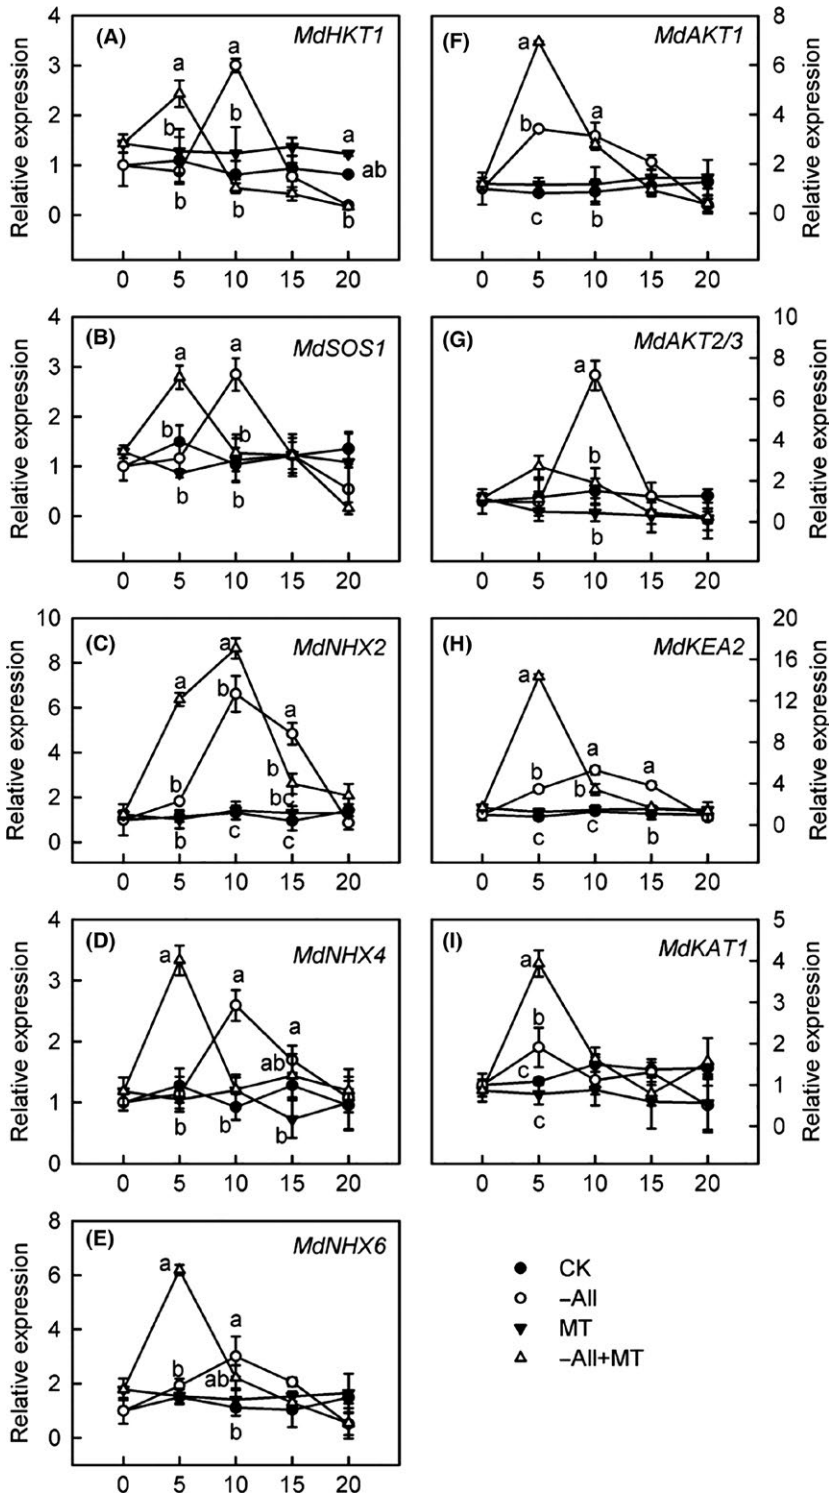 (A) MdHKT1
Relative expression
4
3
2
1
0
a
a
b
b
a
ab
b
b
b
0 5 10 15 20
(F) MdAKT1
Relative expression
8
6
4
2
0
a
b
a
c
b
0 5 10 15 20
(B) MdSOS1
Relative expression
4
3
2
1
0
a
a
b
b
b
b
0 5 10 15 20
(G) MdAKT2/3
Relative expression
10
8
6
4
2
0
a
b
b
0 5 10 15 20
(C) MdNHX2
Relative expression
10
8
6
4
2
0
a
b
a
b
b
bc
b
c
c
0 5 10 15 20
(H) MdKEA2
Relative expression
20
16
12
8
4
0
a
a
b
a
b
c
c
b
0 5 10 15 20
(D) MdNHX4
Relative expression
4
3
2
1
0
a
a
a
ab
b
b
b
0 5 10 15 20
(I) MdKAT1
Relative expression
5
4
3
2
1
0
a
b
c
c
0 5 10 15 20
(E) MdNHX6
Relative expression
8
6
4
2
0
a
a
b
ab
b
0 5 10 15 20
CK
–All
MT
–All+MT